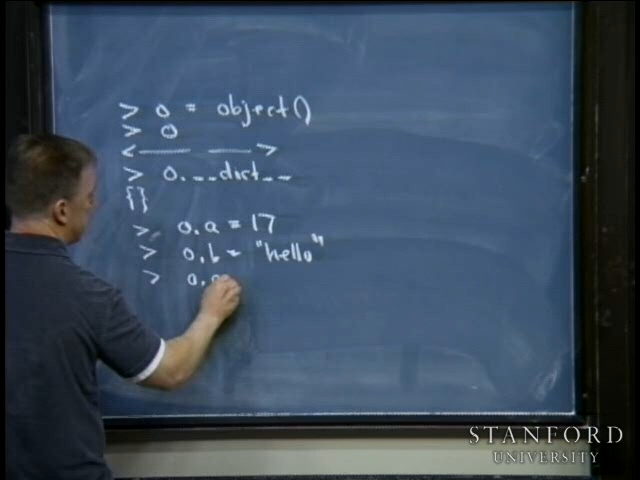 > o = object()
> o
< >
> o.__dict__
{}
> o.a = 17
> o.b = "hello"
> o.
STANFORD
UNIVERSITY